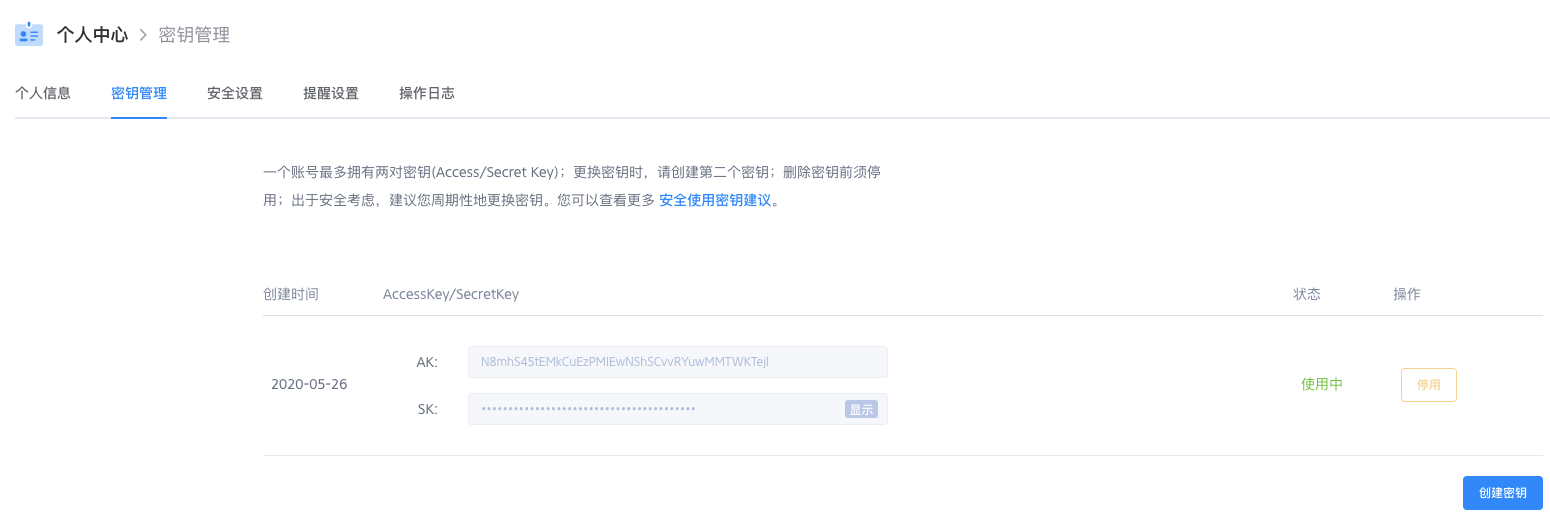 个人中心 > 密钥管理
个人信息 密钥管理 安全设置 提醒设置 操作日志
一个账号最多拥有两对密钥(Access/Secret Key)；更换密钥时，请创建第二个密钥；删除密钥前须停
用；出于安全考虑，建议您周期性地更换密钥。您可以查看更多 安全使用密钥建议。
创建时间 AccessKey/SecretKey 状态 操作
AK: N8mhS45tEMkCuEzPMIEwNShSCvvRYuwMMTWKTejI
2020-05-26 使用中 停用
SK: •••••••••••••••••••••••••••••••••••••••• 显示
创建密钥